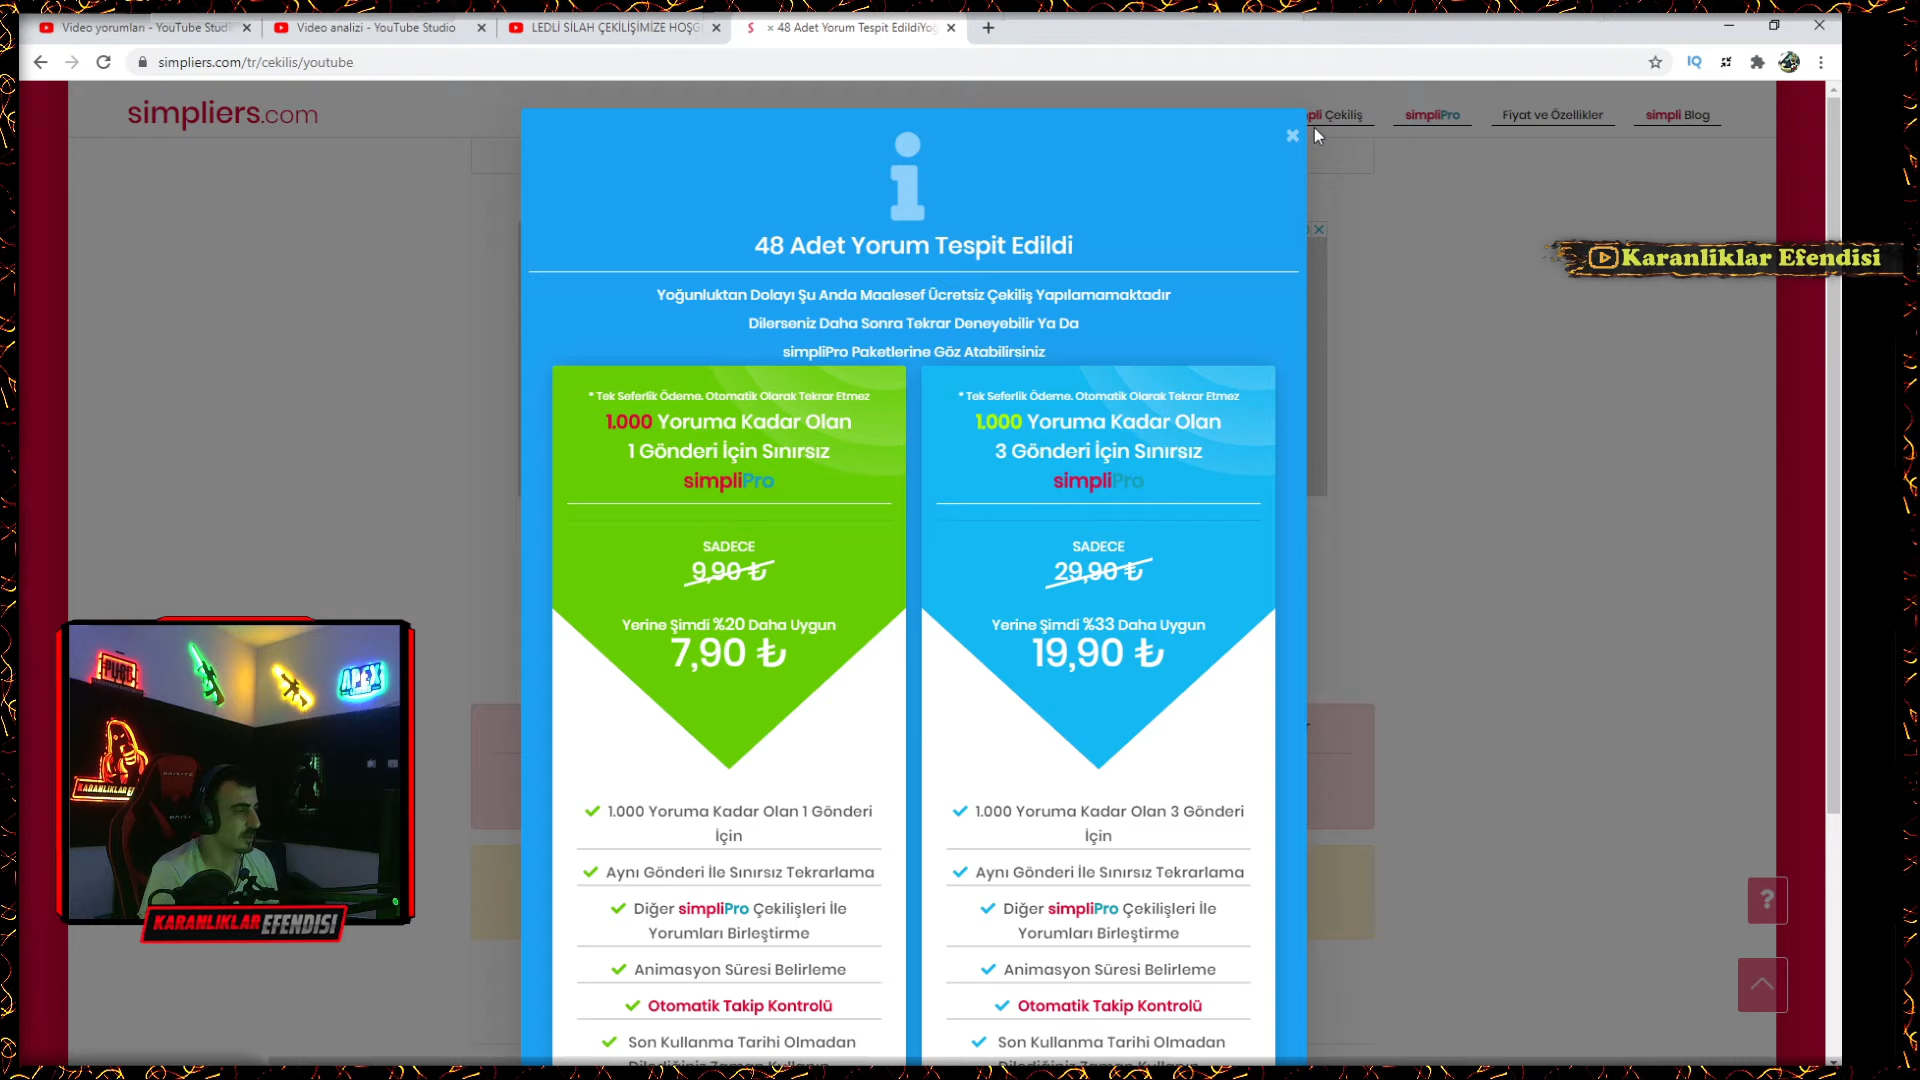 Video yorumları - YouTube Studi
Video analizi - YouTube Studio
LEDLİ SİLAH ÇEKİLİŞİMİZE HOŞG
× 48 Adet Yorum Tespit EdildiYoğ
simpliers.com/tr/cekilis/youtube
IQ
simpliers.com
pli Çekiliş
simpliPro
Fiyat ve Özellikler
simpli Blog
48 Adet Yorum Tespit Edildi
Yoğunluktan Dolayı Şu Anda Maalesef Ücretsiz Çekiliş Yapılamamaktadır
Dilerseniz Daha Sonra Tekrar Deneyebilir Ya Da
simpliPro Paketlerine Göz Atabilirsiniz
Karanliklar Efendisi
* Tek Seferlik Ödeme. Otomatik Olarak Tekrar Etmez
1.000 Yoruma Kadar Olan
1 Gönderi İçin Sınırsız
simpliPro
SADECE
9,90 ₺
Yerine Şimdi %20 Daha Uygun
7,90 ₺
1.000 Yoruma Kadar Olan 1 Gönderi
İçin
Aynı Gönderi İle Sınırsız Tekrarlama
Diğer simpliPro Çekilişleri İle
Yorumları Birleştirme
Animasyon Süresi Belirleme
Otomatik Takip Kontrolü
Son Kullanma Tarihi Olmadan
Dilediğiniz Zaman Kullanın
* Tek Seferlik Ödeme. Otomatik Olarak Tekrar Etmez
1.000 Yoruma Kadar Olan
3 Gönderi İçin Sınırsız
simpliPro
SADECE
29,90 ₺
Yerine Şimdi %33 Daha Uygun
19,90 ₺
1.000 Yoruma Kadar Olan 3 Gönderi
İçin
Aynı Gönderi İle Sınırsız Tekrarlama
Diğer simpliPro Çekilişleri İle
Yorumları Birleştirme
Animasyon Süresi Belirleme
Otomatik Takip Kontrolü
Son Kullanma Tarihi Olmadan
Dilediğiniz Zaman Kullanın
?
PUBG
APEX
KARANLIKLAR EFENDISI